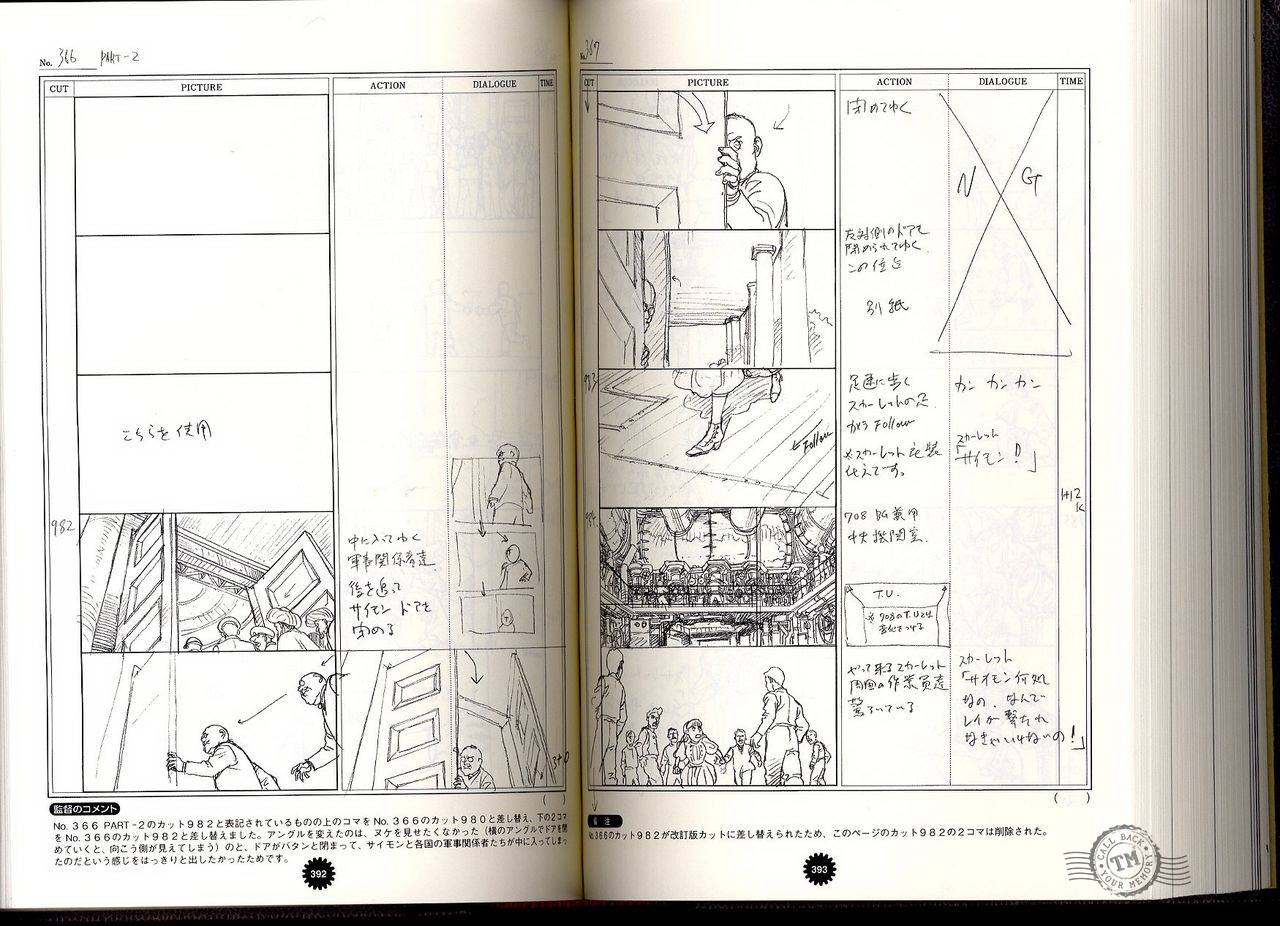 No. 366 PART-2
CUT PICTURE ACTION DIALOGUE TIME
こちらを使用
982
中に入ってゆく
軍事関係者達
後を追って
サイモン ドアを
閉める
3+0
( )
監督のコメント
No. 366 PART-2のカット982と表記されているものの上のコマをNo. 366のカット980と差し替え、下の2コマ
をNo. 366のカット982と差し替えました。アングルを変えたのは、ヌケを見せたくなかった(横のアングルでドアを閉
めていくと、向こう側が見えてしまう)のと、ドアがバタンと閉まって、サイモンと各国の軍事関係者たちが中に入ってしまっ
たのだという感じをはっきりと出したかったためです。
392
No. 367
CUT PICTURE ACTION DIALOGUE TIME
閉めてゆく
N G
反対側のドアも
閉められてゆく
この位置
別紙
983
足速に歩く
スカーレットの足
カメラ Follow
※スカーレット衣装
代えてます。
Follow
カン カン カン
スカーレット
「サイモン!」
1+12
K
984
708 BG兼用
中央機関室
T.U.
※708のT.Uとは
変化をつける
やって来るスカーレット
周囲の作業員達
驚いている
スカーレット
「サイモン何処
なの、なんで
レイが撃たれ
なきゃいけないの!」
( )
備 注
No.366のカット982が改訂版カットに差し替えられたため、このページのカット982の2コマは削除された。
393
CALL BACK
TM
YOUR MEMORY